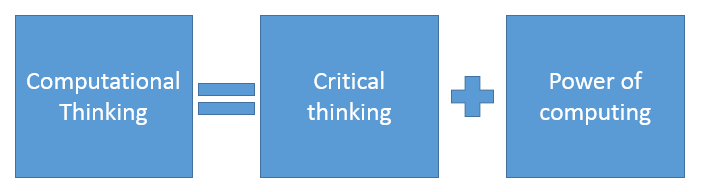 Computational
Thinking
Critical
thinking
Power of
computing